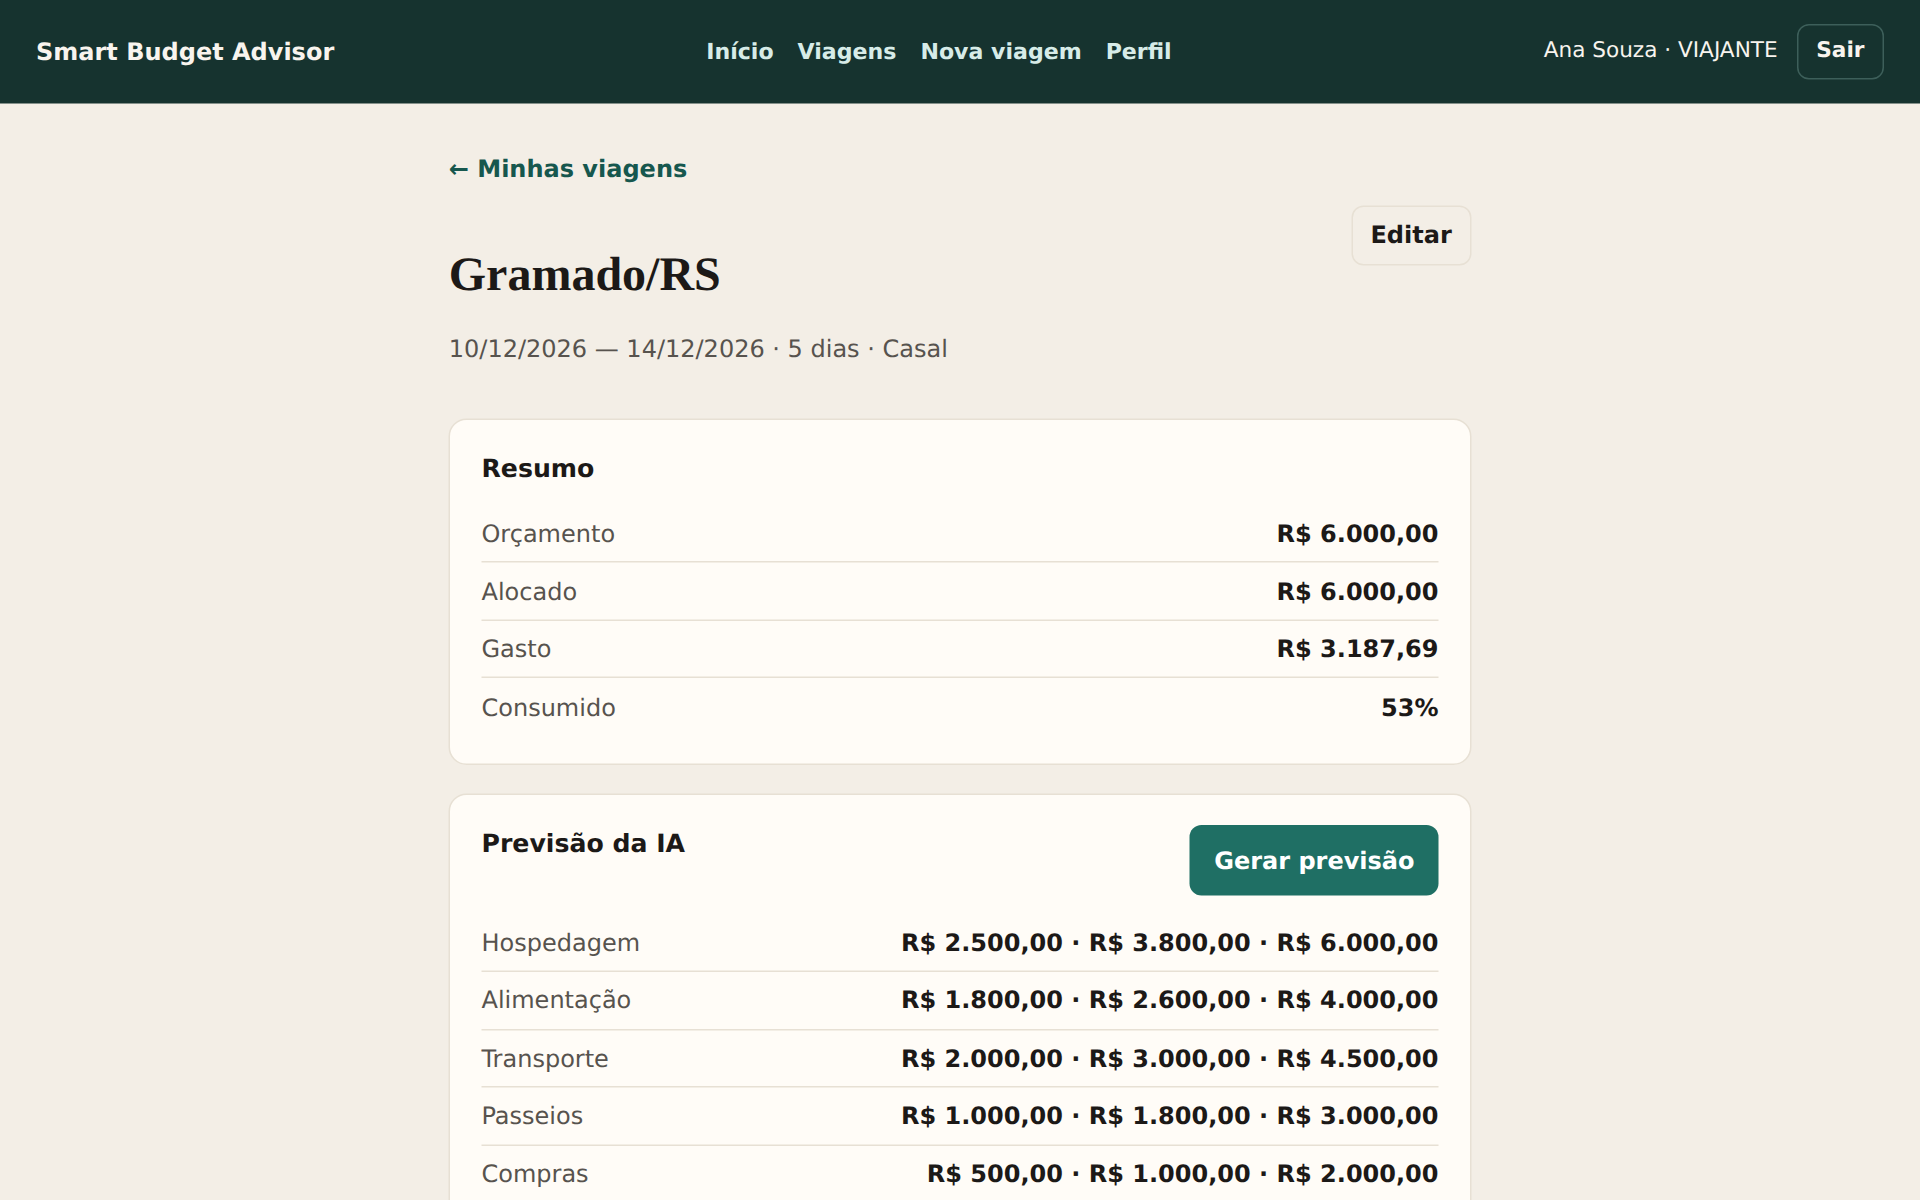 Smart Budget Advisor
Início Viagens Nova viagem Perfil
Ana Souza · VIAJANTE Sair
← Minhas viagens
Editar
Gramado/RS
10/12/2026 — 14/12/2026 · 5 dias · Casal
Resumo
Orçamento R$ 6.000,00
Alocado R$ 6.000,00
Gasto R$ 3.187,69
Consumido 53%
Previsão da IA
Gerar previsão
Hospedagem R$ 2.500,00 · R$ 3.800,00 · R$ 6.000,00
Alimentação R$ 1.800,00 · R$ 2.600,00 · R$ 4.000,00
Transporte R$ 2.000,00 · R$ 3.000,00 · R$ 4.500,00
Passeios R$ 1.000,00 · R$ 1.800,00 · R$ 3.000,00
Compras R$ 500,00 · R$ 1.000,00 · R$ 2.000,00